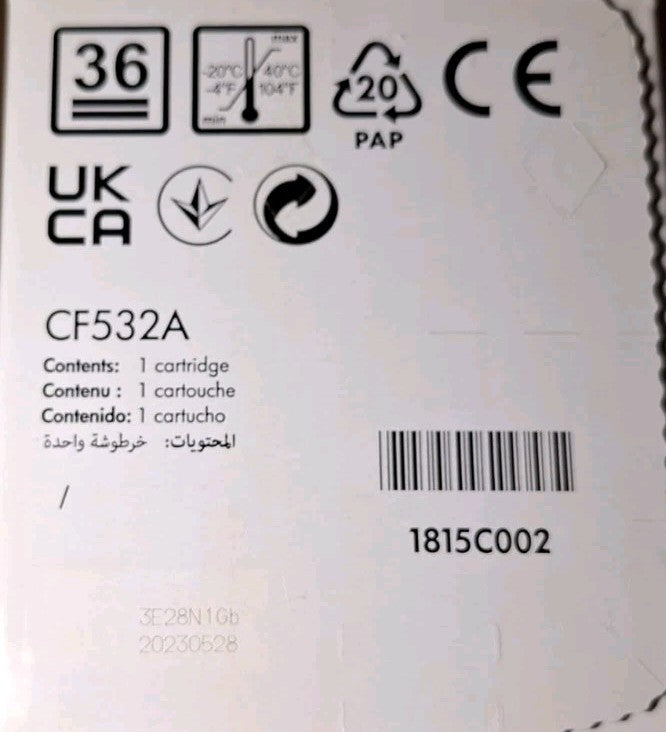 36
max
-20°C 40°C
-4°F 104°F
min
20
PAP
CE
UK
CA
CF532A
Contents: 1 cartridge
Contenu : 1 cartouche
Contenido: 1 cartucho
المحتويات: خرطوشة واحدة
/
1815C002
3E28N1Gb
20230528